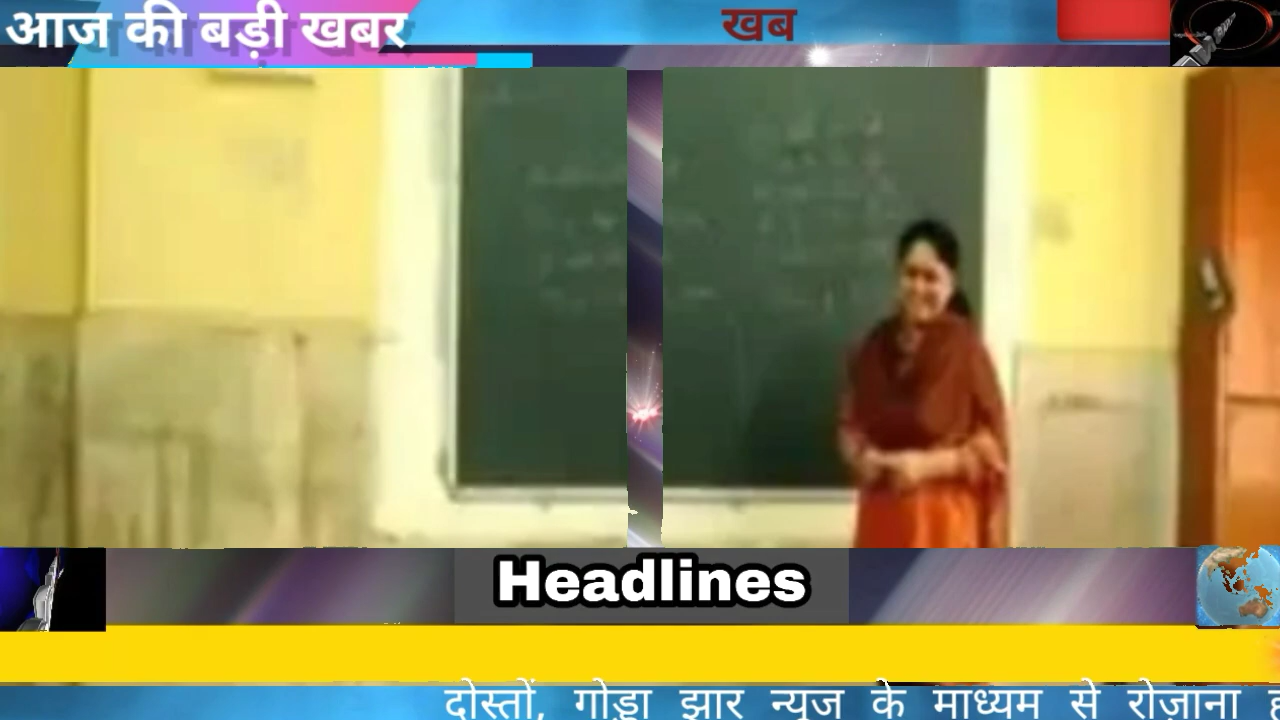 आज की बड़ी खबर
खब
Headlines
दोस्तों, गोड्डा झार न्यूज के माध्यम से रोजाना ह